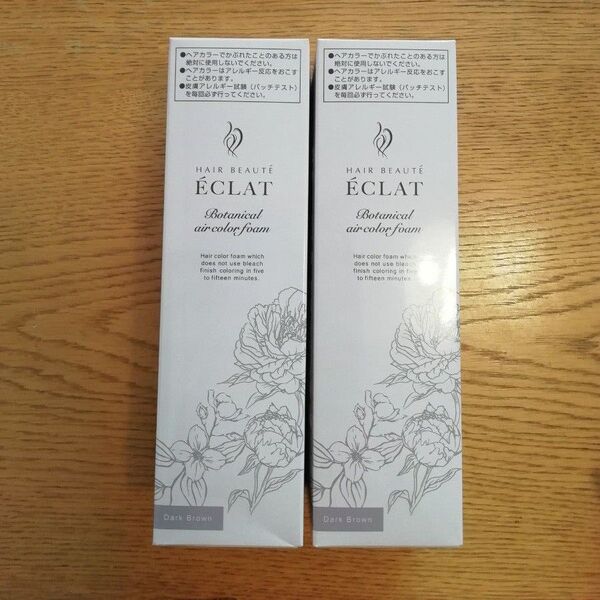 ●ヘアカラーでかぶれたことのある方は
絶対に使用しないでください。
●ヘアカラーはアレルギー反応をおこす
ことがあります。
●皮膚アレルギー試験(パッチテスト)
を毎回必ず行ってください。
HAIR BEAUTÉ
ÉCLAT
Botanical
air color foam
Hair color foam which
does not use bleach
finish coloring in five
to fifteen minutes.
Dark Brown
●ヘアカラーでかぶれたことのある方は
絶対に使用しないでください。
●ヘアカラーはアレルギー反応をおこす
ことがあります。
●皮膚アレルギー試験(パッチテスト)
を毎回必ず行ってください。
HAIR BEAUTÉ
ÉCLAT
Botanical
air color foam
Hair color foam which
does not use bleach
finish coloring in five
to fifteen minutes.
Dark Brown